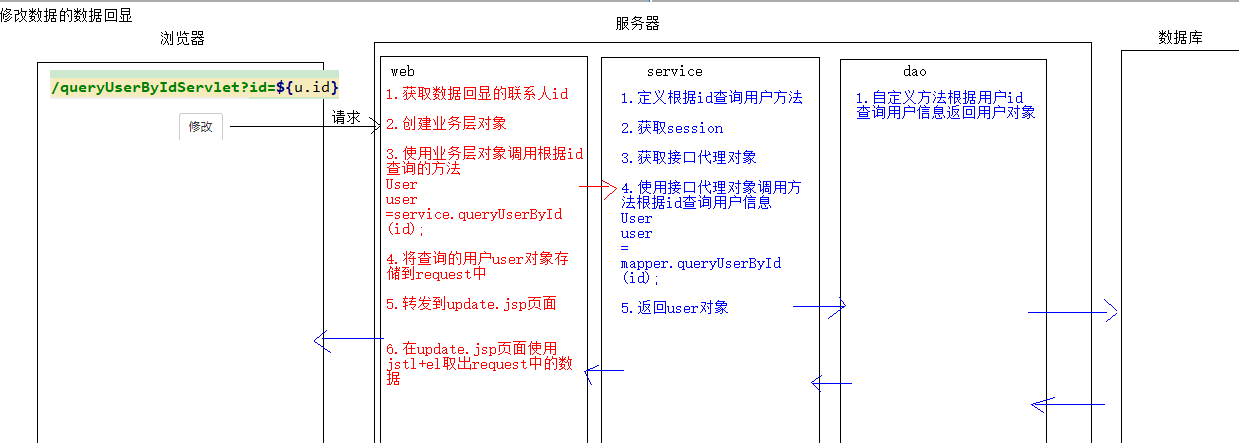 修改数据的数据回显
浏览器
服务器
数据库
/queryUserByIdServlet?id=${u.id}
修改
请求
web
1.获取数据回显的联系人id
2.创建业务层对象
3.使用业务层对象调用根据id
查询的方法
User
user
=service.queryUserById
(id);
4.将查询的用户user对象存
储到request中
5.转发到update.jsp页面
6.在update.jsp页面使用
jstl+el取出request中的数
据
service
1.定义根据id查询用户方法
2.获取session
3.获取接口代理对象
4.使用接口代理对象调用方
法根据id查询用户信息
User
user
=
mapper.queryUserById
(id);
5.返回user对象
dao
1.自定义方法根据用户id
查询用户信息返回用户对象